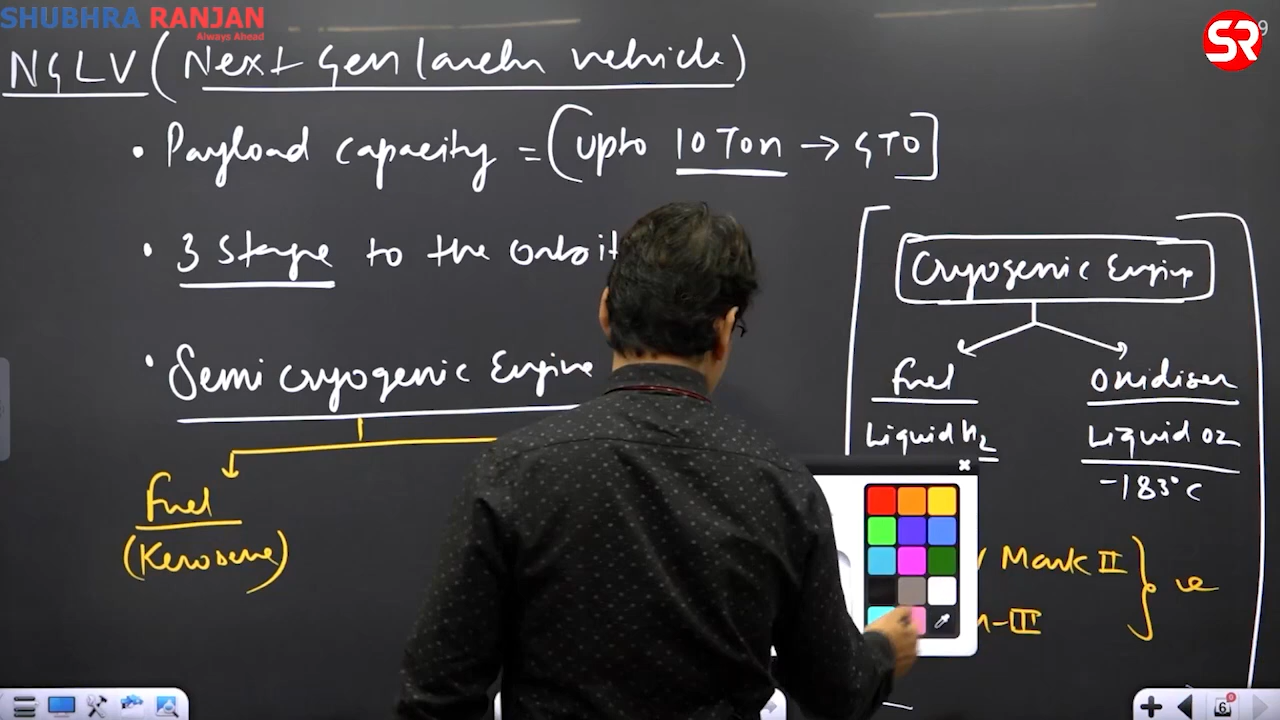 SHUBHRA RANJAN
Always Ahead
SR
9
NGLV (Next Gen Launch vehicle)
• Payload capacity = (upto 10 Ton → GTO]
• 3 Stage to the orbit
• Semi cryogenic Engine
Fuel
(Kerosene)
Cryogenic Engine
Fuel
Oxidiser
Liquid H2
Liquid O2
-183°C
Mark II
-III
6